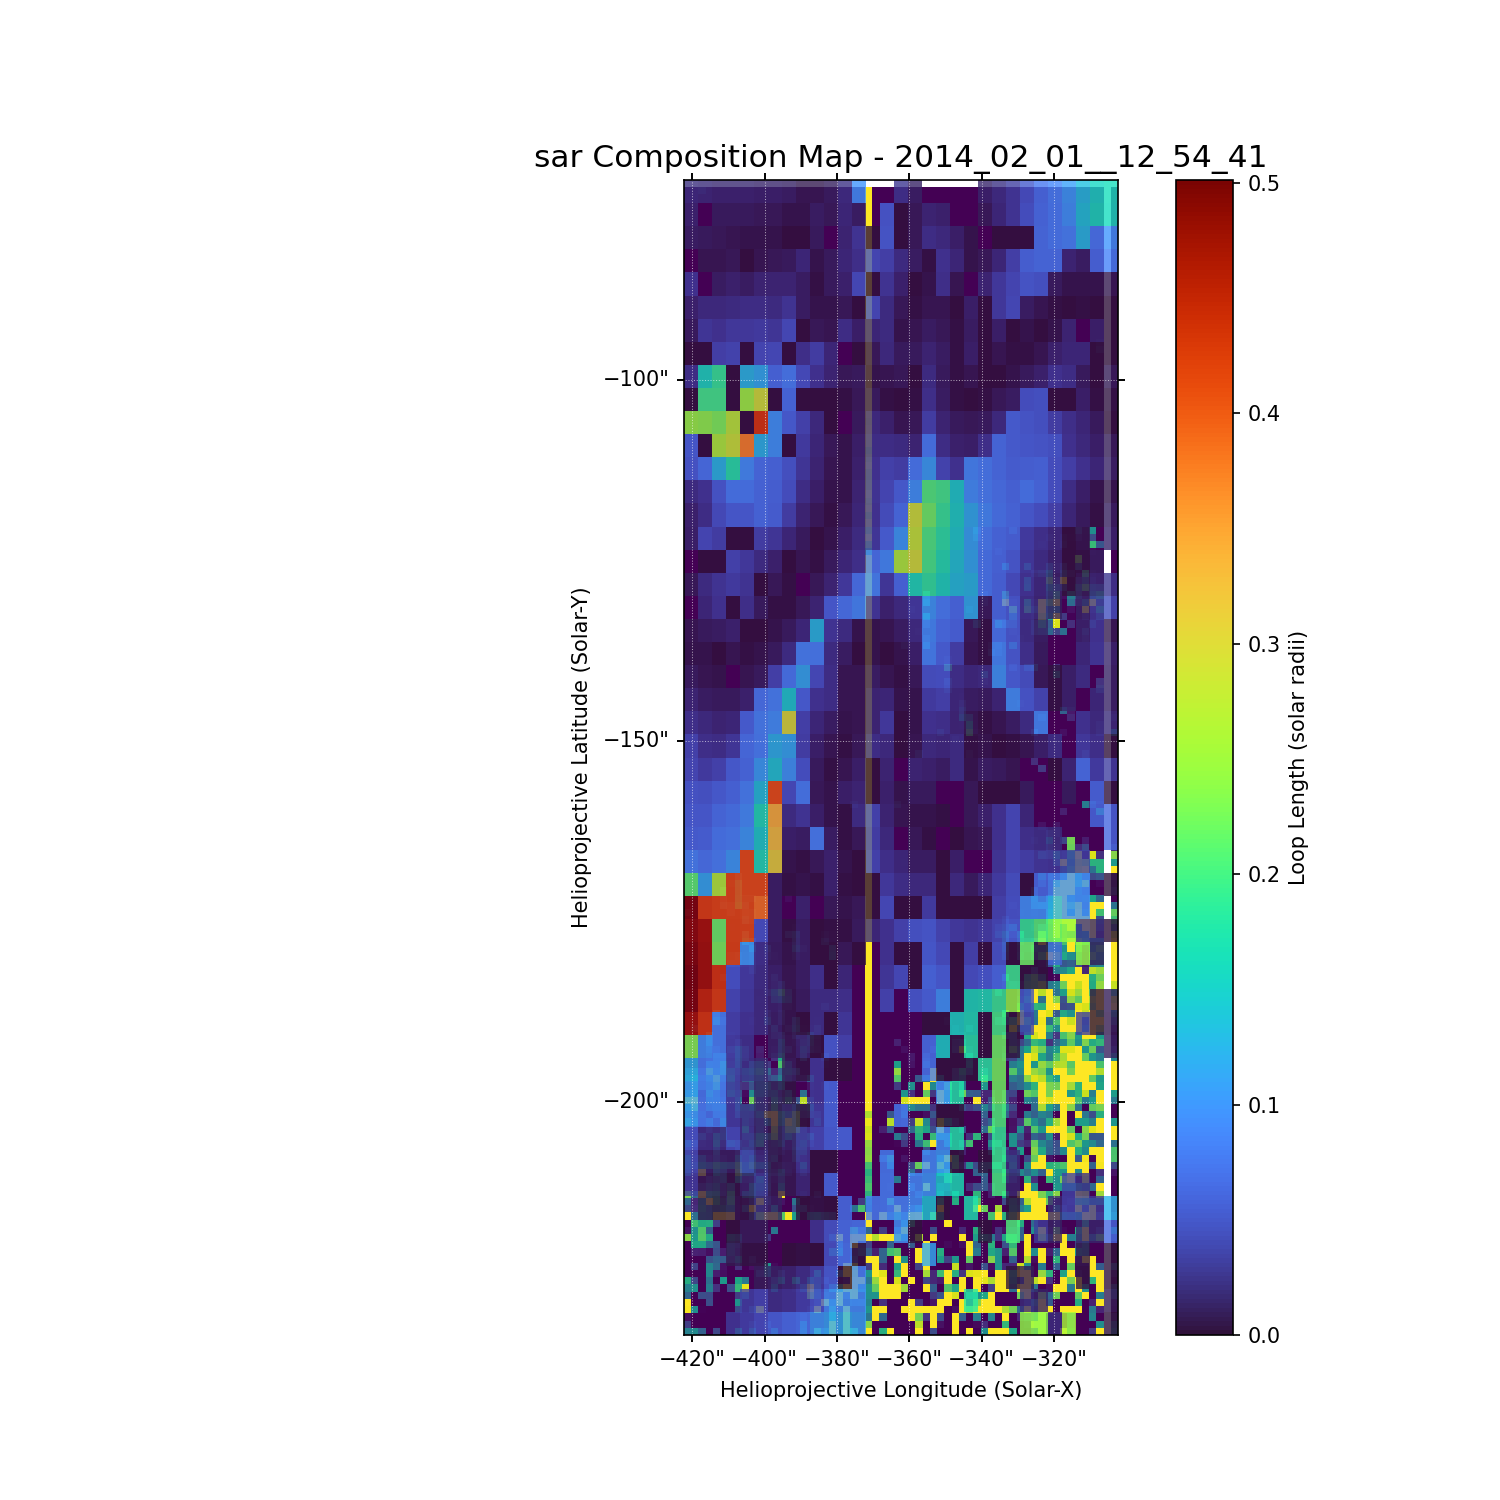 sar Composition Map - 2014_02_01__12_54_41
−100"
−150"
−200"
Helioprojective Latitude (Solar-Y)
−420" −400" −380" −360" −340" −320"
Helioprojective Longitude (Solar-X)
0.5
0.4
0.3
0.2
0.1
0.0
Loop Length (solar radii)